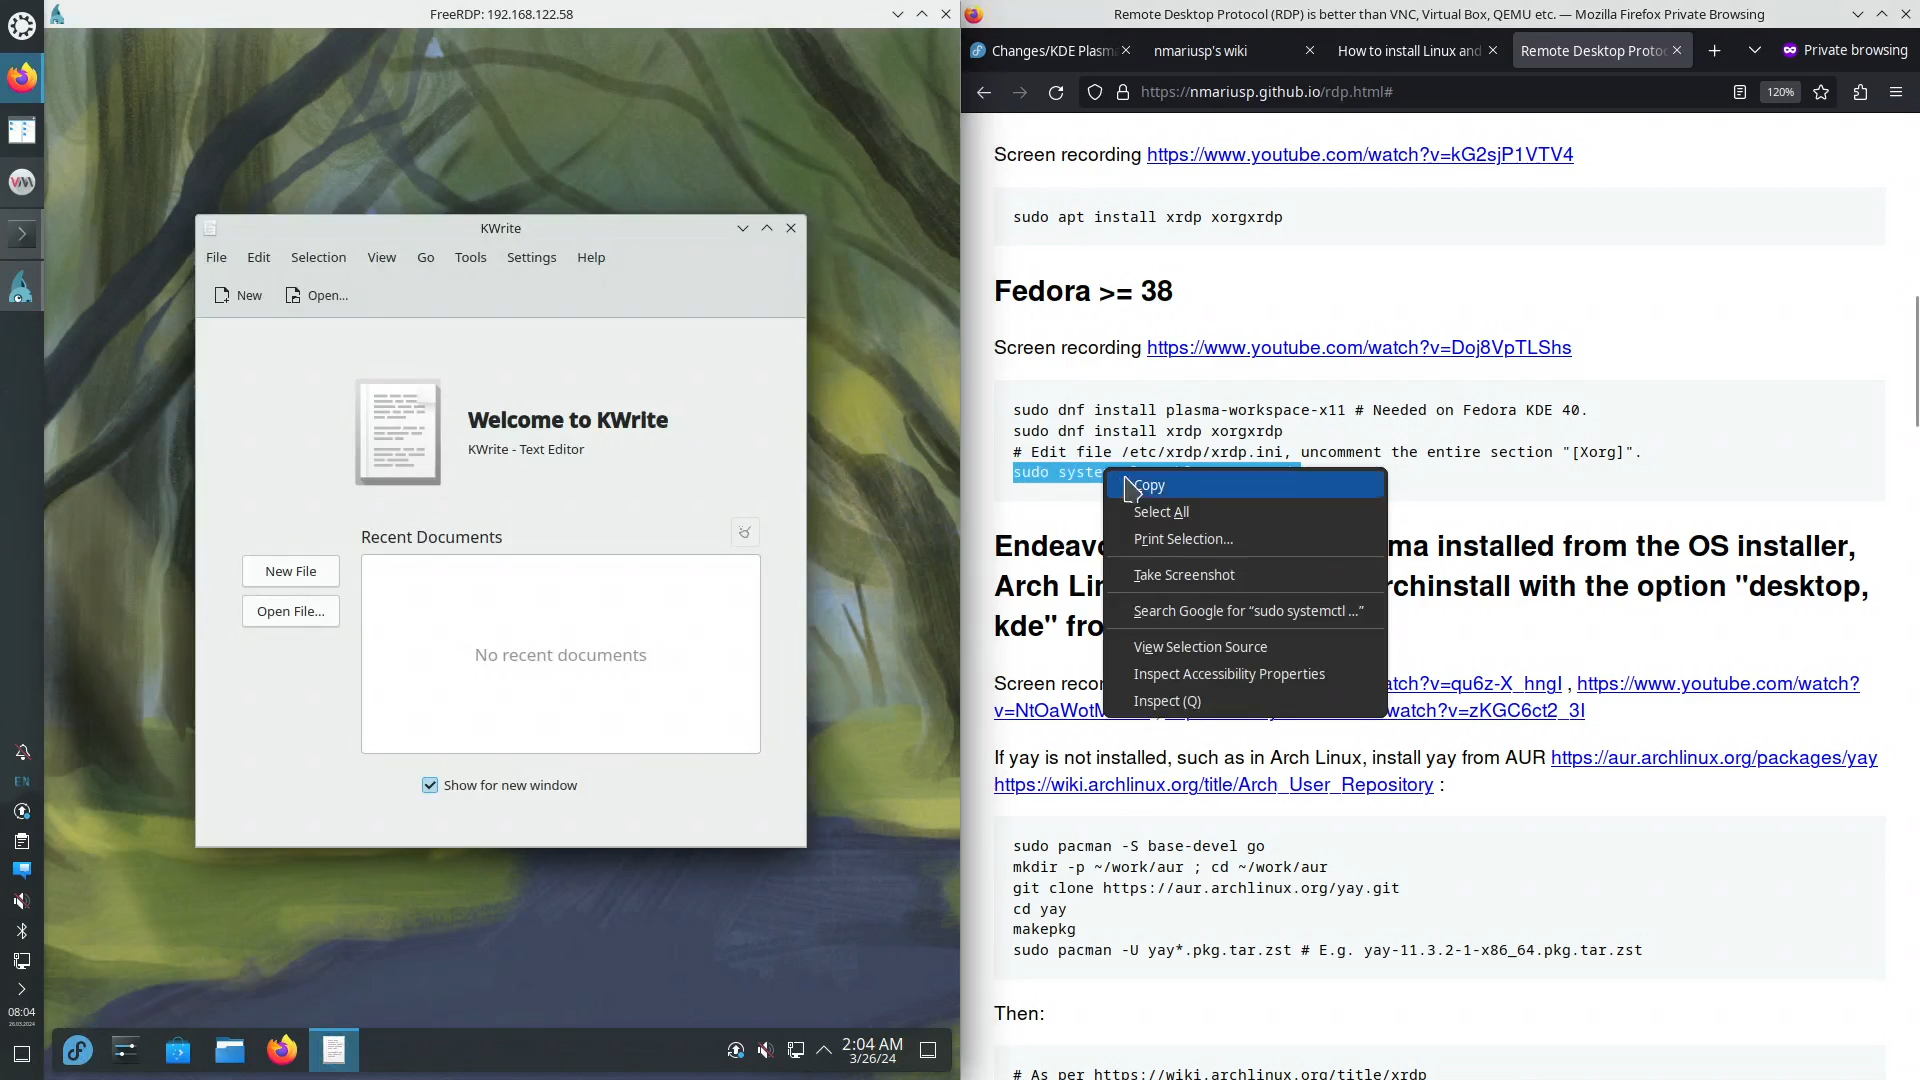 FreeRDP: 192.168.122.58
KWrite
File Edit Selection View Go Tools Settings Help
New Open...
Welcome to KWrite
KWrite - Text Editor
Recent Documents
New File
Open File...
No recent documents
Show for new window
EN
08:04
26.03.2024
2:04 AM
3/26/24
Remote Desktop Protocol (RDP) is better than VNC, Virtual Box, QEMU etc. — Mozilla Firefox Private Browsing
Changes/KDE Plasm nmariusp's wiki How to install Linux and Remote Desktop Proto Private browsing
https://nmariusp.github.io/rdp.html# 120%
Screen recording https://www.youtube.com/watch?v=kG2sjP1VTV4
sudo apt install xrdp xorgxrdp
Fedora >= 38
Screen recording https://www.youtube.com/watch?v=Doj8VpTLShs
sudo dnf install plasma-workspace-x11 # Needed on Fedora KDE 40.
sudo dnf install xrdp xorgxrdp
# Edit file /etc/xrdp/xrdp.ini, uncomment the entire section "[Xorg]".
sudo syste
Copy
Select All
Print Selection...
Take Screenshot
Search Google for “sudo systemctl ...”
View Selection Source
Inspect Accessibility Properties
Inspect (Q)
Endeavo ma installed from the OS installer,
Arch Lin rchinstall with the option "desktop,
kde" fro
Screen recor atch?v=qu6z-X_hngI , https://www.youtube.com/watch?
v=NtOaWotM watch?v=zKGC6ct2_3I
If yay is not installed, such as in Arch Linux, install yay from AUR https://aur.archlinux.org/packages/yay
https://wiki.archlinux.org/title/Arch_User_Repository :
sudo pacman -S base-devel go
mkdir -p ~/work/aur ; cd ~/work/aur
git clone https://aur.archlinux.org/yay.git
cd yay
makepkg
sudo pacman -U yay*.pkg.tar.zst # E.g. yay-11.3.2-1-x86_64.pkg.tar.zst
Then:
# As per https://wiki.archlinux.org/title/xrdp